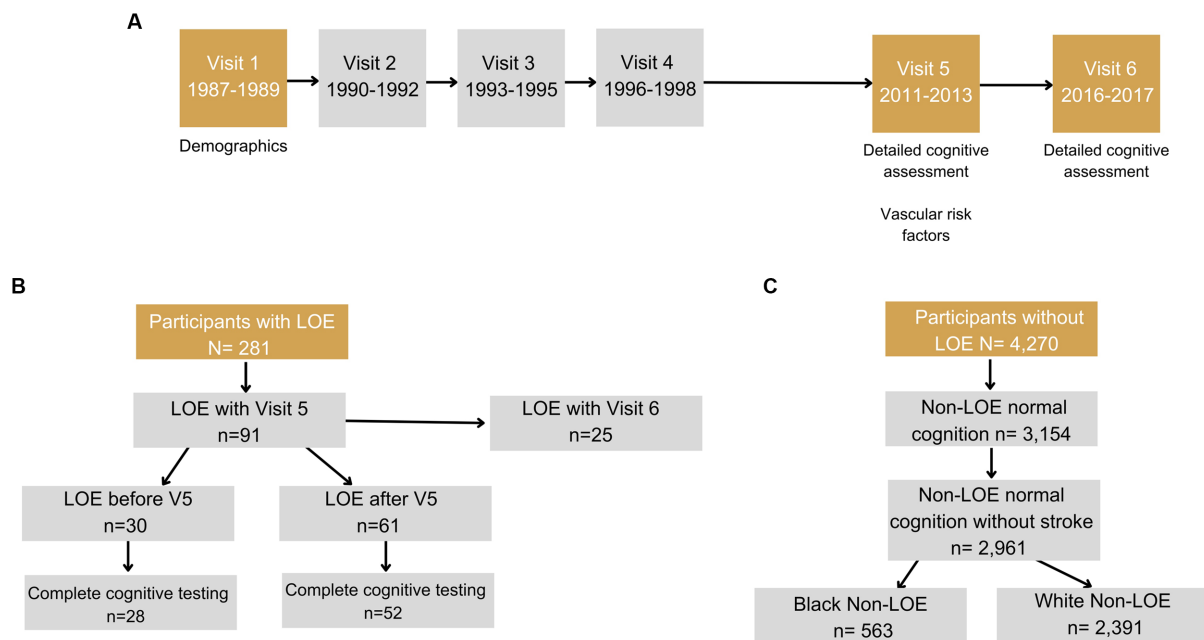 A
Visit 1
1987-1989
Visit 2
1990-1992
Visit 3
1993-1995
Visit 4
1996-1998
Visit 5
2011-2013
Visit 6
2016-2017
Demographics
Detailed cognitive
assessment
Vascular risk
factors
Detailed cognitive
assessment
B
Participants with LOE
N= 281
LOE with Visit 5
n=91
LOE with Visit 6
n=25
LOE before V5
n=30
LOE after V5
n=61
Complete cognitive testing
n=28
Complete cognitive testing
n=52
C
Participants without
LOE N= 4,270
Non-LOE normal
cognition n= 3,154
Non-LOE normal
cognition without stroke
n= 2,961
Black Non-LOE
n= 563
White Non-LOE
n= 2,391